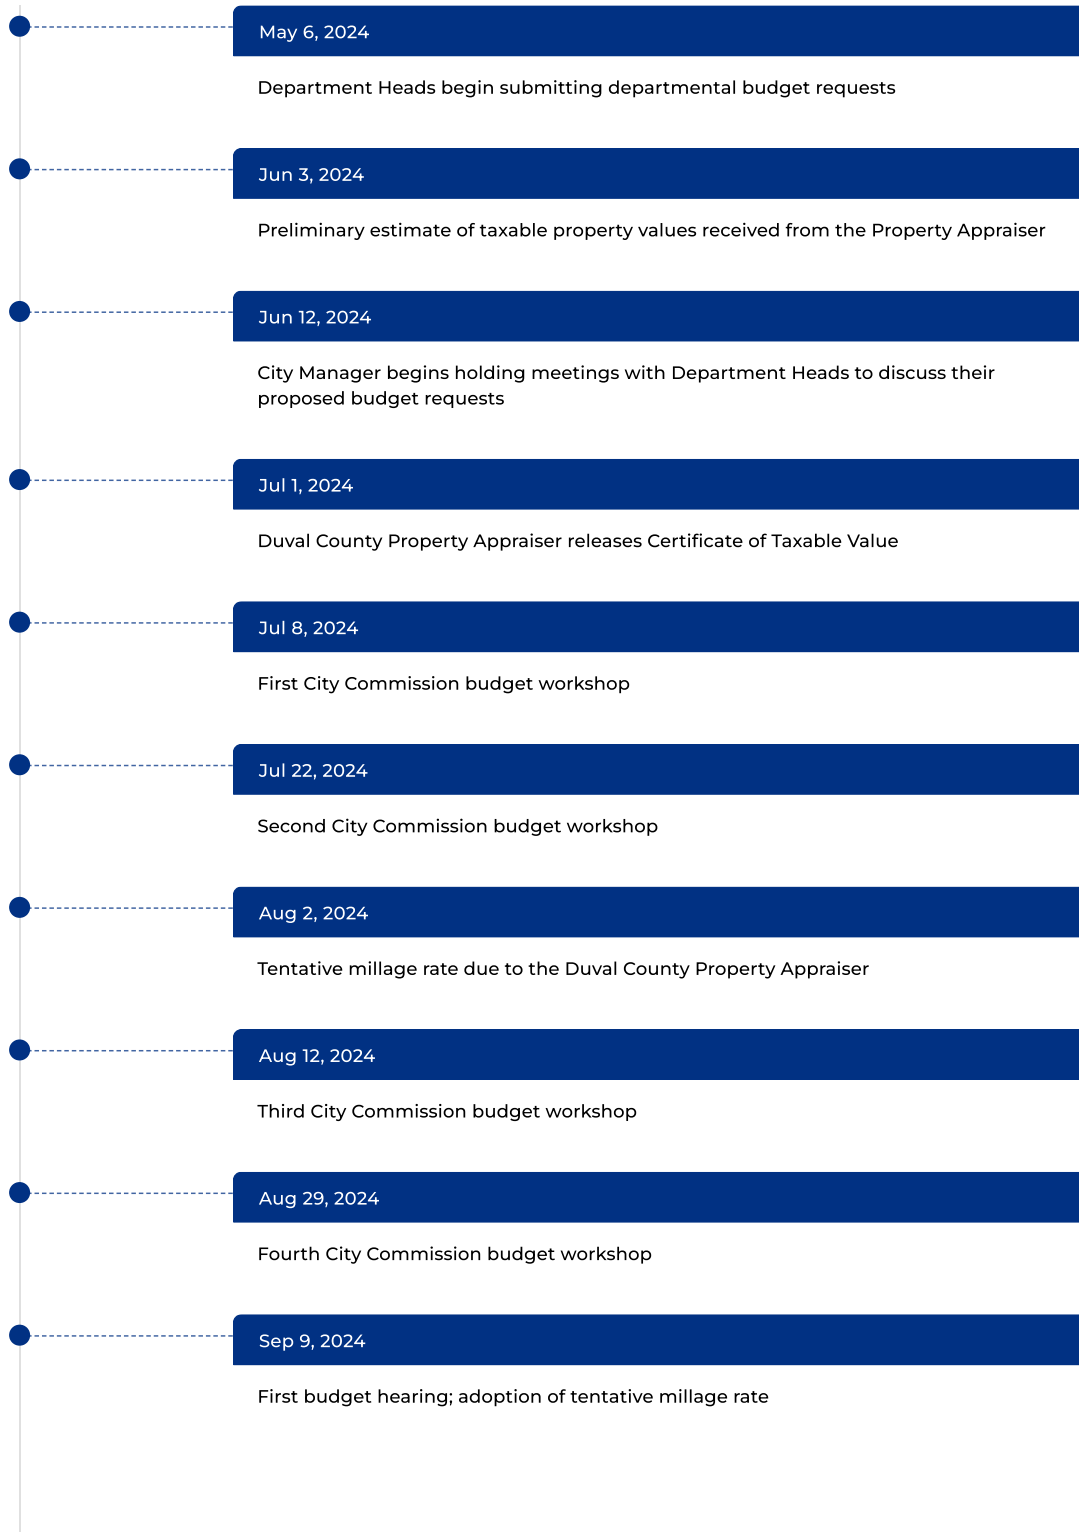 May 6, 2024
Department Heads begin submitting departmental budget requests
Jun 3, 2024
Preliminary estimate of taxable property values received from the Property Appraiser
Jun 12, 2024
City Manager begins holding meetings with Department Heads to discuss their
proposed budget requests
Jul 1, 2024
Duval County Property Appraiser releases Certificate of Taxable Value
Jul 8, 2024
First City Commission budget workshop
Jul 22, 2024
Second City Commission budget workshop
Aug 2, 2024
Tentative millage rate due to the Duval County Property Appraiser
Aug 12, 2024
Third City Commission budget workshop
Aug 29, 2024
Fourth City Commission budget workshop
Sep 9, 2024
First budget hearing; adoption of tentative millage rate